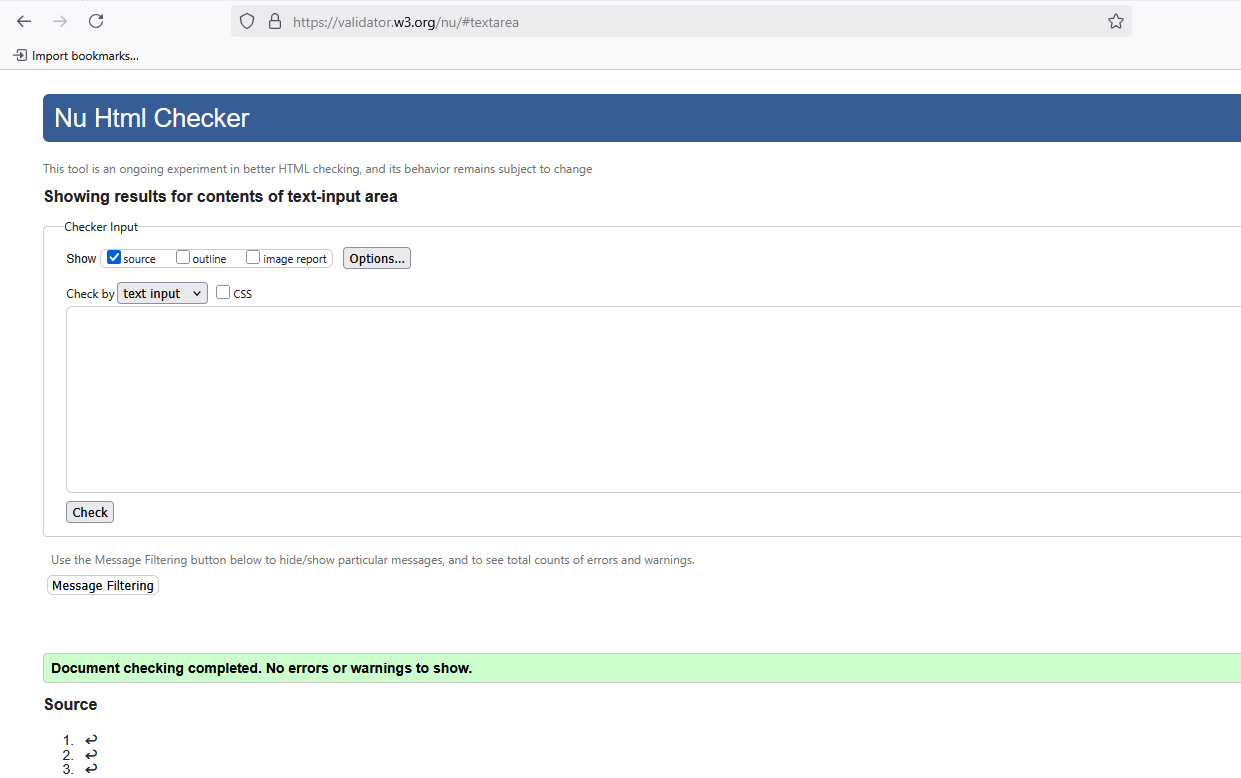 https://validator.w3.org/nu/#textarea
Import bookmarks...
Nu Html Checker
This tool is an ongoing experiment in better HTML checking, and its behavior remains subject to change
Showing results for contents of text-input area
Checker Input
Show source outline image report Options...
Check by text input CSS
Check
Use the Message Filtering button below to hide/show particular messages, and to see total counts of errors and warnings.
Message Filtering
Document checking completed. No errors or warnings to show.
Source
1. ↩
2. ↩
3. ↩